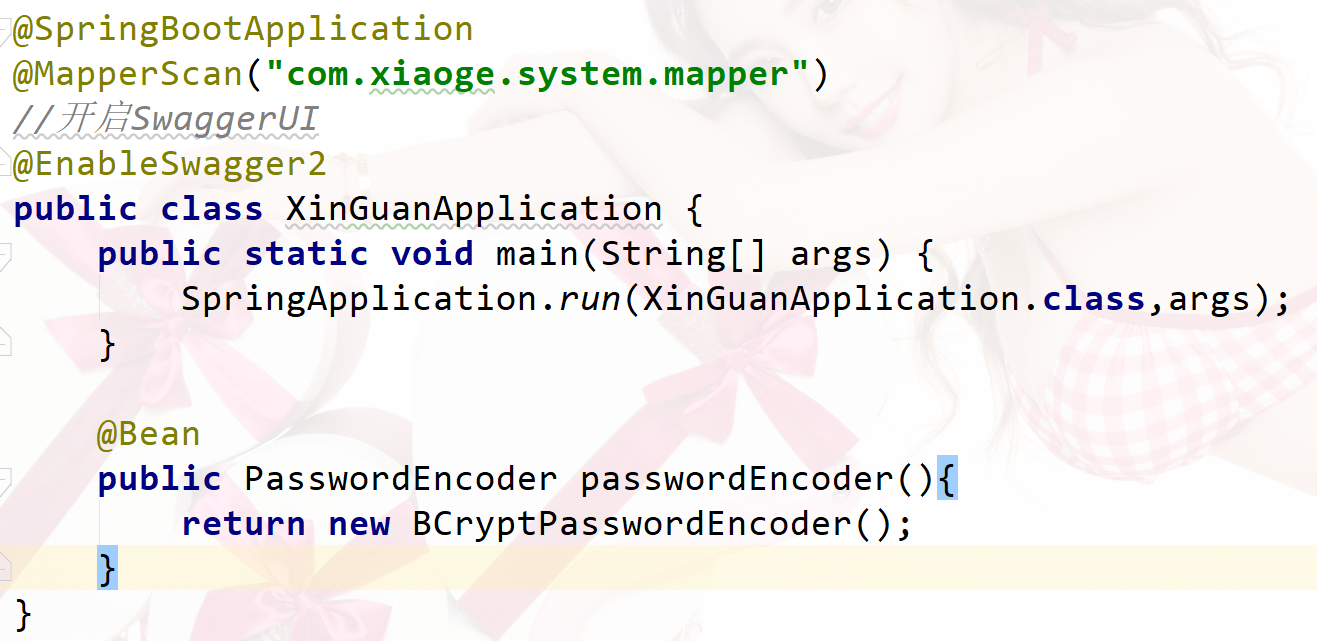 @SpringBootApplication
@MapperScan("com.xiaoge.system.mapper")
//开启SwaggerUI
@EnableSwagger2
public class XinGuanApplication {
    public static void main(String[] args) {
        SpringApplication.run(XinGuanApplication.class,args);
    }
    @Bean
    public PasswordEncoder passwordEncoder(){
        return new BCryptPasswordEncoder();
    }
}